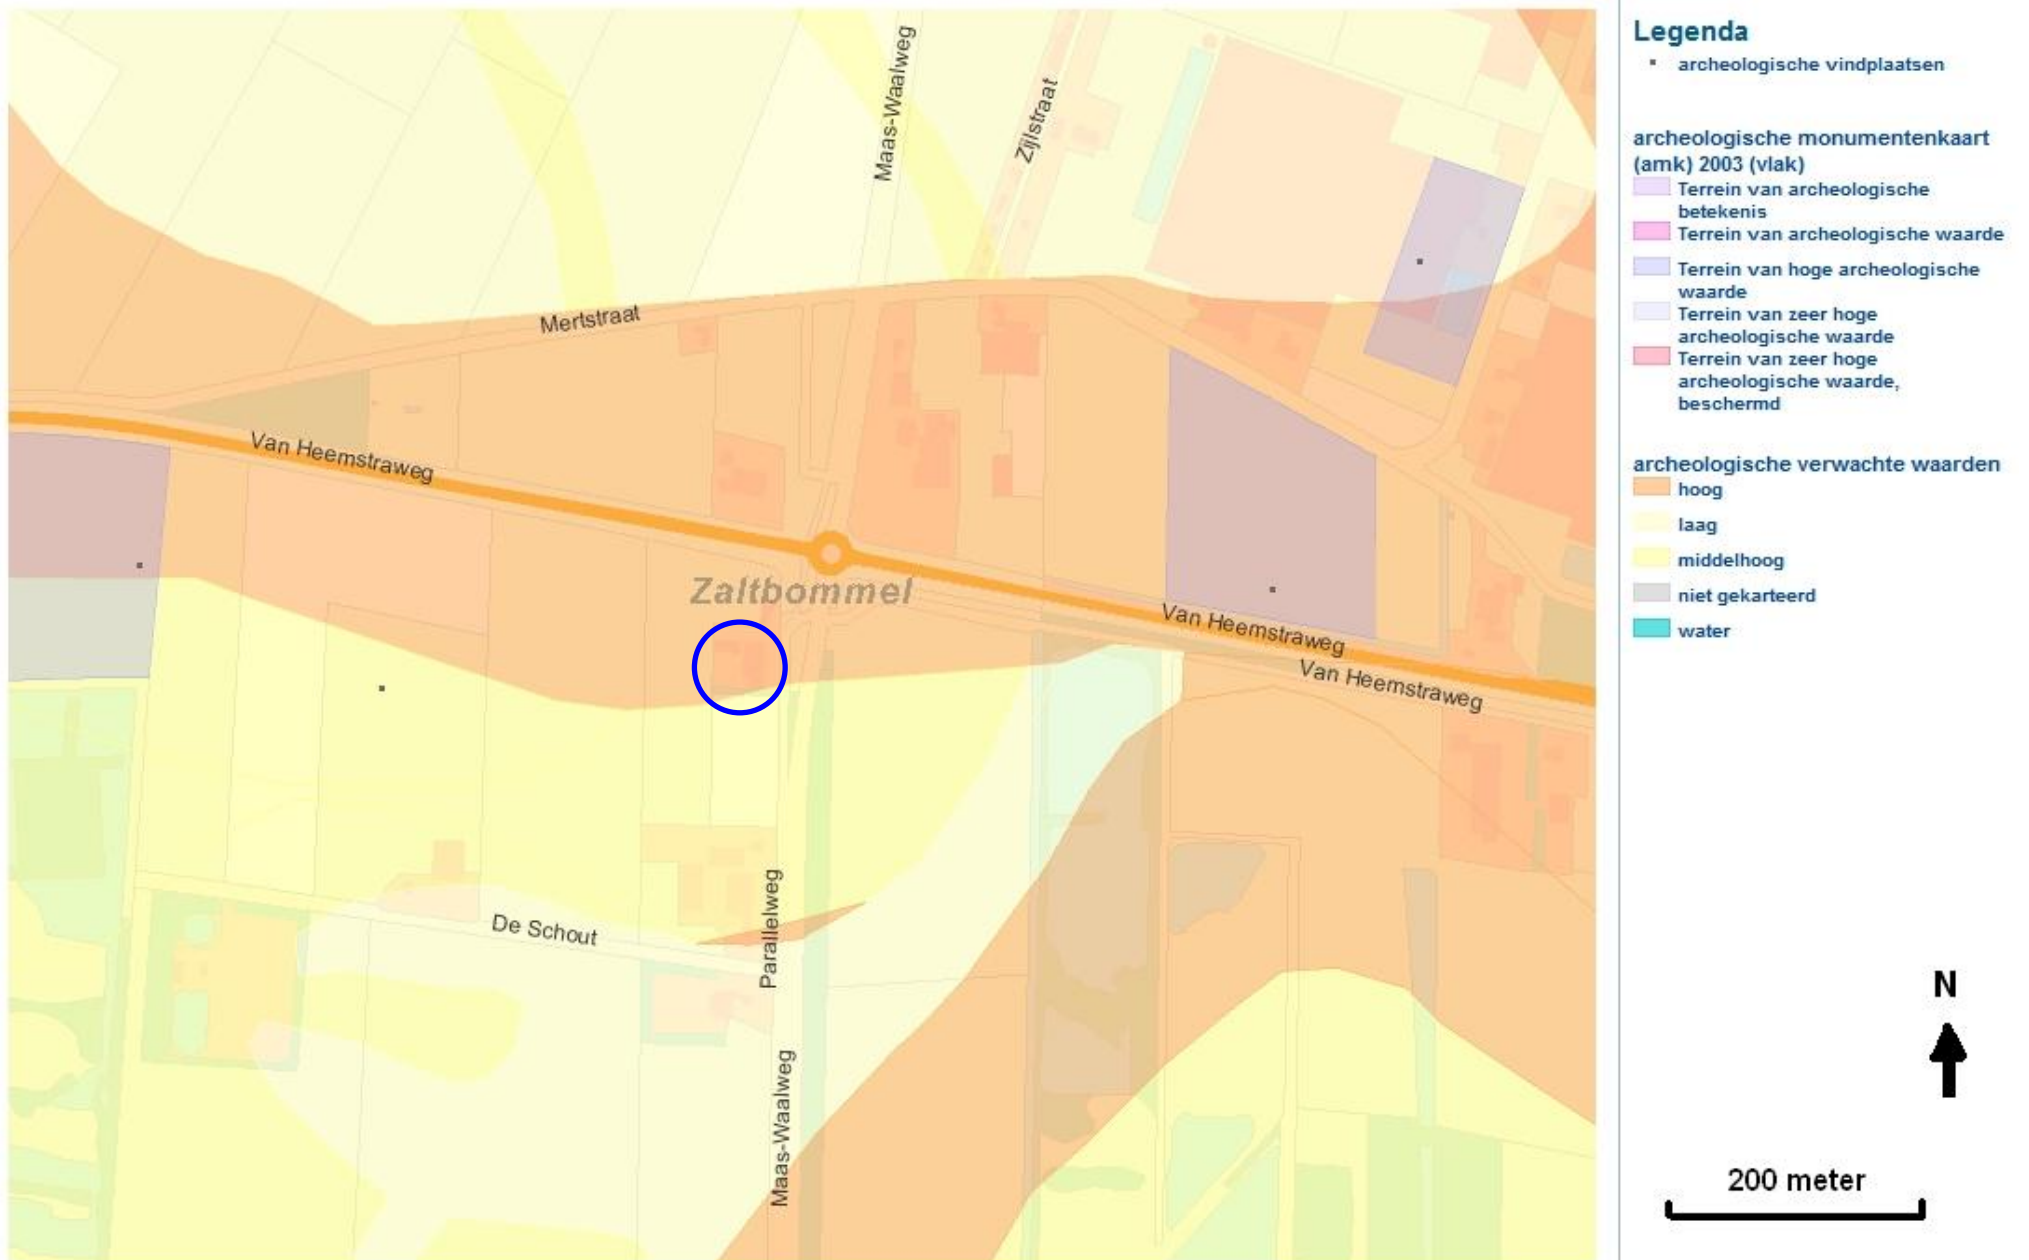 Maas-Waalweg
Zijlstraat
Mertstraat
Van Heemstraweg
Zaltbommel
Van Heemstraweg
Van Heemstraweg
De Schout
Parallelweg
Maas-Waalweg
Legenda
archeologische vindplaatsen
archeologische monumentenkaart
(amk) 2003 (vlak)
Terrein van archeologische
betekenis
Terrein van archeologische waarde
Terrein van hoge archeologische
waarde
Terrein van zeer hoge
archeologische waarde
Terrein van zeer hoge
archeologische waarde,
beschermd
archeologische verwachte waarden
hoog
laag
middelhoog
niet gekarteerd
water
N
200 meter